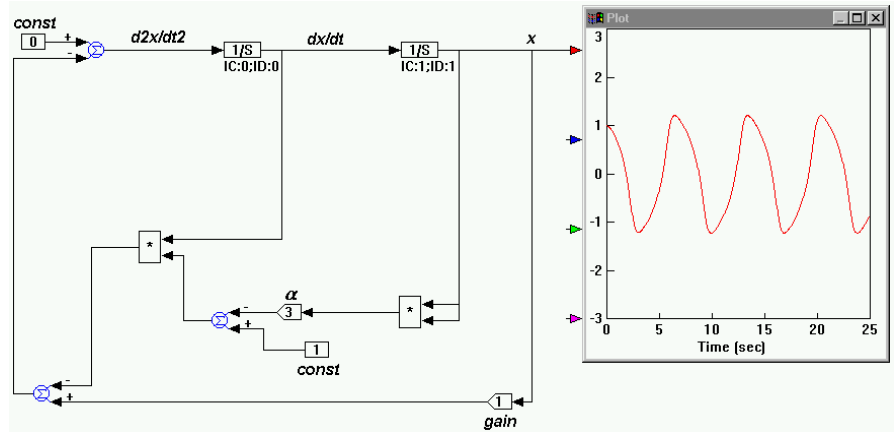 const
0
+
-
Σ
d2x/dt2
1/S
IC:0;ID:0
dx/dt
1/S
IC:1;ID:1
x
*
-
+
Σ
α
3
*
1
const
-
+
Σ
1
gain
Plot
3
2
1
0
-1
-2
-3
0 5 10 15 20 25
Time (sec)